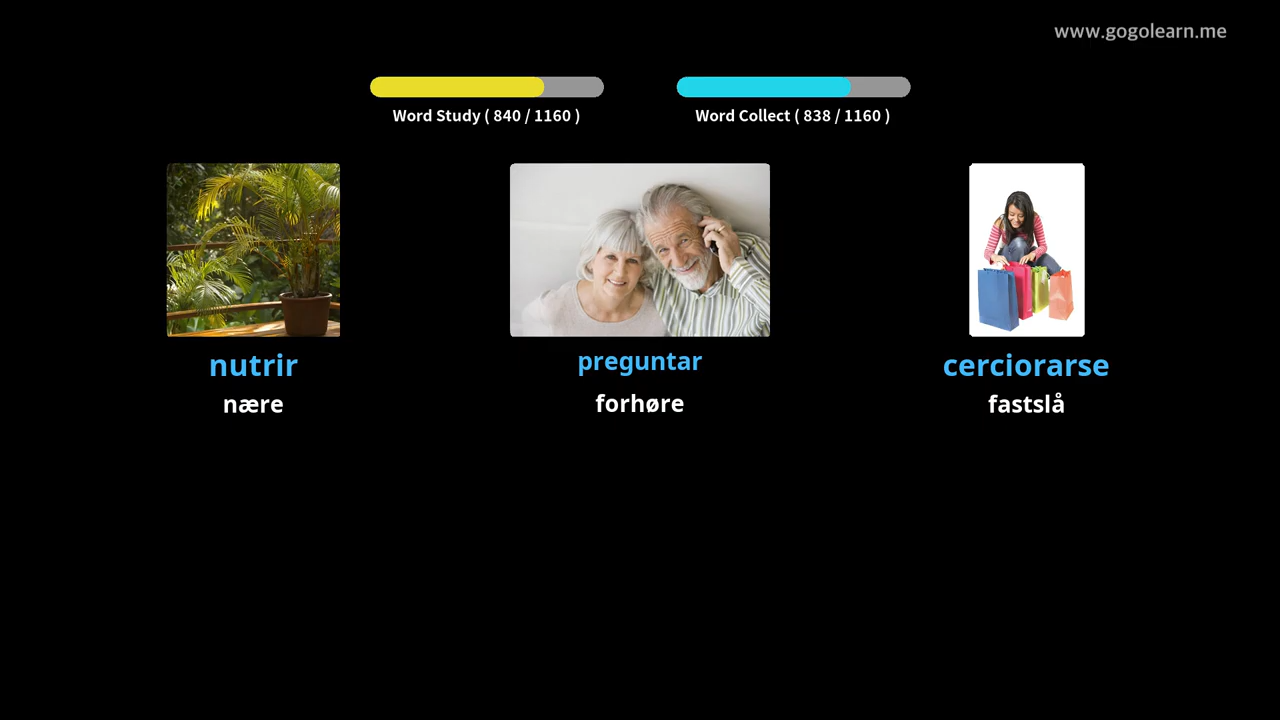 www.gogolearn.me
Word Study ( 840 / 1160 )
Word Collect ( 838 / 1160 )
nutrir
preguntar
cerciorarse
nære
forhøre
fastslå